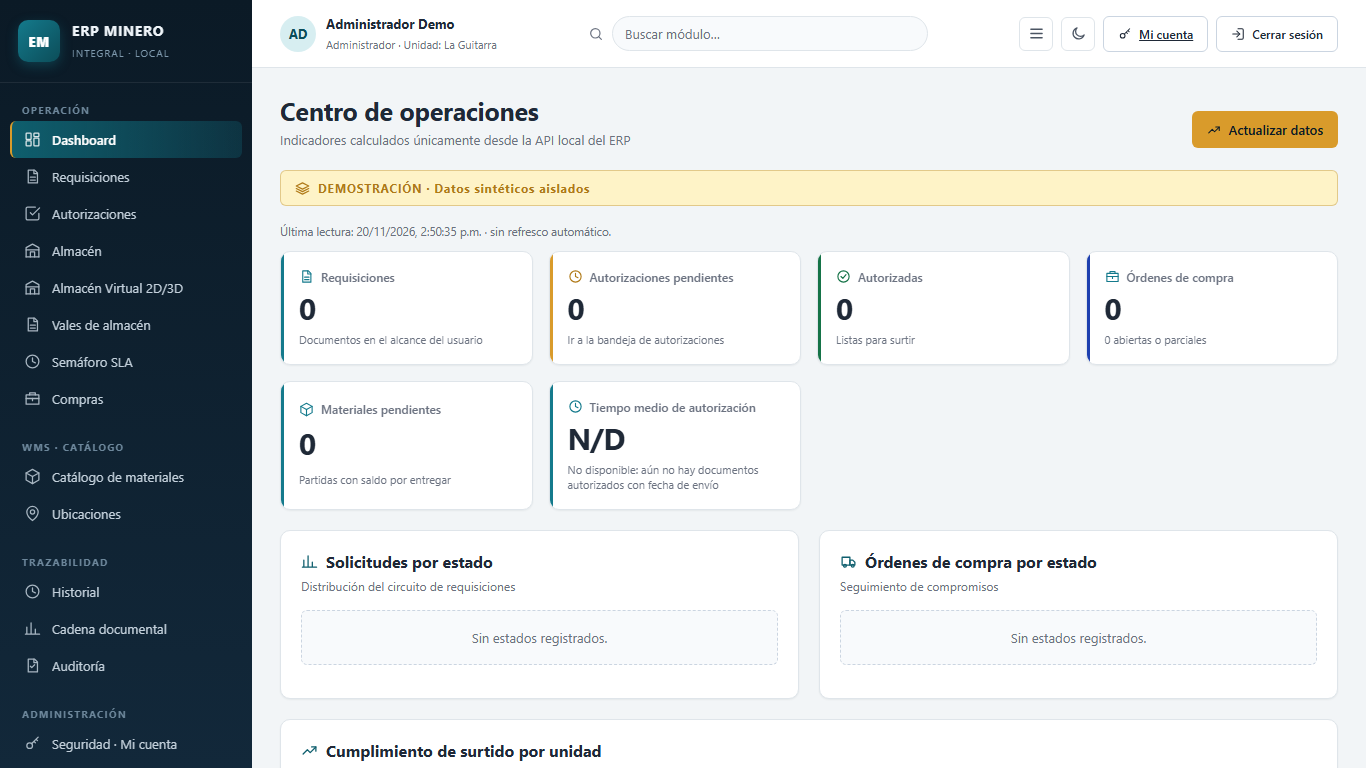 EM
ERP MINERO
INTEGRAL · LOCAL
OPERACIÓN
Dashboard
Requisiciones
Autorizaciones
Almacén
Almacén Virtual 2D/3D
Vales de almacén
Semáforo SLA
Compras
WMS · CATÁLOGO
Catálogo de materiales
Ubicaciones
TRAZABILIDAD
Historial
Cadena documental
Auditoría
ADMINISTRACIÓN
Seguridad · Mi cuenta
AD
Administrador Demo
Administrador · Unidad: La Guitarra
Buscar módulo...
Mi cuenta
Cerrar sesión
Centro de operaciones
Indicadores calculados únicamente desde la API local del ERP
Actualizar datos
DEMOSTRACIÓN · Datos sintéticos aislados
Última lectura: 20/11/2026, 2:50:35 p.m. · sin refresco automático.
Requisiciones
0
Documentos en el alcance del usuario
Autorizaciones pendientes
0
Ir a la bandeja de autorizaciones
Autorizadas
0
Listas para surtir
Órdenes de compra
0
0 abiertas o parciales
Materiales pendientes
0
Partidas con saldo por entregar
Tiempo medio de autorización
N/D
No disponible: aún no hay documentos
autorizados con fecha de envío
Solicitudes por estado
Distribución del circuito de requisiciones
Sin estados registrados.
Órdenes de compra por estado
Seguimiento de compromisos
Sin estados registrados.
Cumplimiento de surtido por unidad